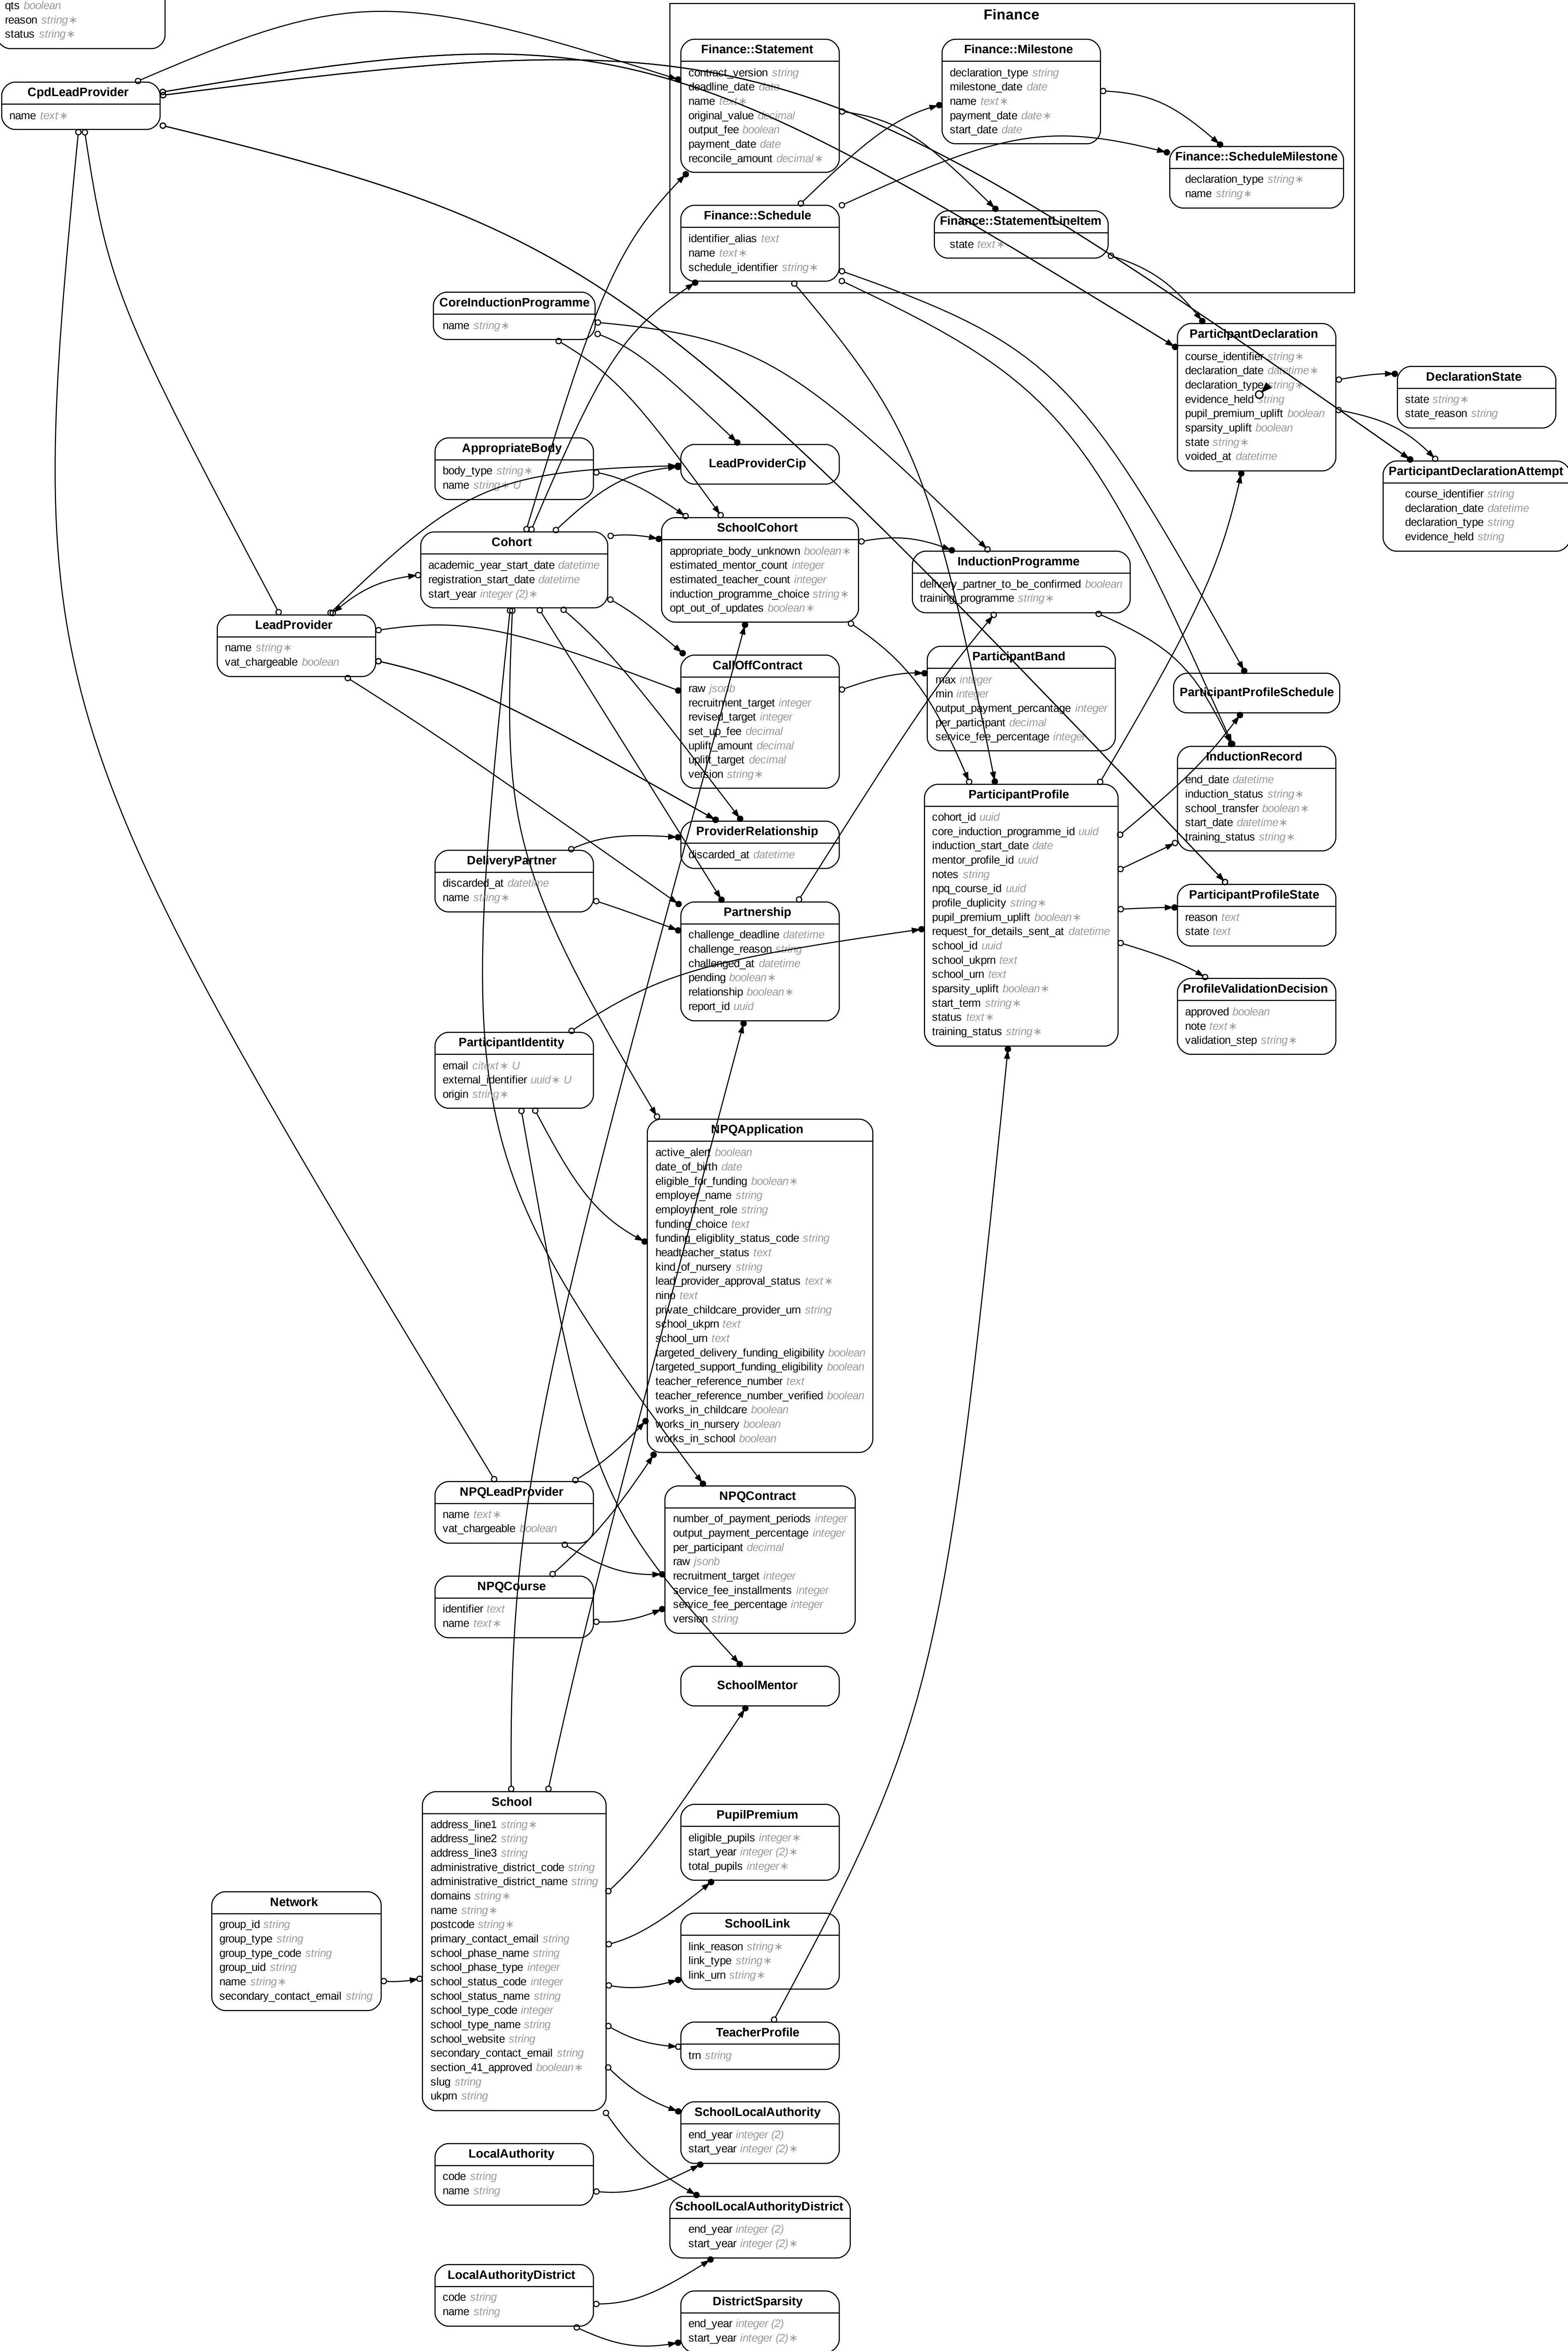 qts boolean
reason string∗
status string∗
CpdLeadProvider
name text∗
Finance
Finance::Statement
contract_version string
deadline_date date
name text∗
original_value decimal
output_fee boolean
payment_date date
reconcile_amount decimal∗
Finance::Milestone
declaration_type string
milestone_date date
name text∗
payment_date date∗
start_date date
Finance::ScheduleMilestone
declaration_type string∗
name string∗
Finance::Schedule
identifier_alias text
name text∗
schedule_identifier string∗
Finance::StatementLineItem
state text∗
CoreInductionProgramme
name string∗
ParticipantDeclaration
course_identifier string∗
declaration_date datetime∗
declaration_type string∗
evidence_held string
pupil_premium_uplift boolean
sparsity_uplift boolean
state string∗
voided_at datetime
DeclarationState
state string∗
state_reason string
AppropriateBody
body_type string∗
name string∗ U
LeadProviderCip
ParticipantDeclarationAttempt
course_identifier string
declaration_date datetime
declaration_type string
evidence_held string
Cohort
academic_year_start_date datetime
registration_start_date datetime
start_year integer (2)∗
SchoolCohort
appropriate_body_unknown boolean∗
estimated_mentor_count integer
estimated_teacher_count integer
induction_programme_choice string∗
opt_out_of_updates boolean∗
InductionProgramme
delivery_partner_to_be_confirmed boolean
training_programme string∗
LeadProvider
name string∗
vat_chargeable boolean
CallOffContract
raw jsonb
recruitment_target integer
revised_target integer
set_up_fee decimal
uplift_amount decimal
uplift_target decimal
version string∗
ParticipantBand
max integer
min integer
output_payment_percantage integer
per_participant decimal
service_fee_percentage integer
ParticipantProfileSchedule
InductionRecord
end_date datetime
induction_status string∗
school_transfer boolean∗
start_date datetime∗
training_status string∗
ParticipantProfile
cohort_id uuid
core_induction_programme_id uuid
induction_start_date date
mentor_profile_id uuid
notes string
npq_course_id uuid
profile_duplicity string∗
pupil_premium_uplift boolean∗
request_for_details_sent_at datetime
school_id uuid
school_ukprn text
school_urn text
sparsity_uplift boolean∗
start_term string∗
status text∗
training_status string∗
ProviderRelationship
discarded_at datetime
DeliveryPartner
discarded_at datetime
name string∗
Partnership
challenge_deadline datetime
challenge_reason string
challenged_at datetime
pending boolean∗
relationship boolean∗
report_id uuid
ParticipantProfileState
reason text
state text
ProfileValidationDecision
approved boolean
note text∗
validation_step string∗
ParticipantIdentity
email citext∗ U
external_identifier uuid∗ U
origin string∗
NPQApplication
active_alert boolean
date_of_birth date
eligible_for_funding boolean∗
employer_name string
employment_role string
funding_choice text
funding_eligiblity_status_code string
headteacher_status text
kind_of_nursery string
lead_provider_approval_status text∗
nino text
private_childcare_provider_urn string
school_ukprn text
school_urn text
targeted_delivery_funding_eligibility boolean
targeted_support_funding_eligibility boolean
teacher_reference_number text
teacher_reference_number_verified boolean
works_in_childcare boolean
works_in_nursery boolean
works_in_school boolean
NPQLeadProvider
name text∗
vat_chargeable boolean
NPQContract
number_of_payment_periods integer
output_payment_percentage integer
per_participant decimal
raw jsonb
recruitment_target integer
service_fee_installments integer
service_fee_percentage integer
version string
NPQCourse
identifier text
name text∗
SchoolMentor
School
address_line1 string∗
address_line2 string
address_line3 string
administrative_district_code string
administrative_district_name string
domains string∗
name string∗
postcode string∗
primary_contact_email string
school_phase_name string
school_phase_type integer
school_status_code integer
school_status_name string
school_type_code integer
school_type_name string
school_website string
secondary_contact_email string
section_41_approved boolean∗
slug string
ukprn string
PupilPremium
eligible_pupils integer∗
start_year integer (2)∗
total_pupils integer∗
Network
group_id string
group_type string
group_type_code string
group_uid string
name string∗
secondary_contact_email string
SchoolLink
link_reason string∗
link_type string∗
link_urn string∗
TeacherProfile
trn string
SchoolLocalAuthority
end_year integer (2)
start_year integer (2)∗
LocalAuthority
code string
name string
SchoolLocalAuthorityDistrict
end_year integer (2)
start_year integer (2)∗
LocalAuthorityDistrict
code string
name string
DistrictSparsity
end_year integer (2)
start_year integer (2)∗